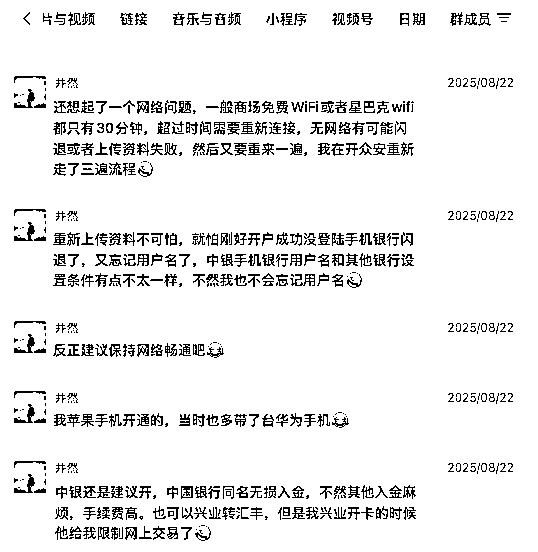 片与视频 链接 音乐与音频 小程序 视频号 日期 群成员
井然 2025/08/22
还想起了一个网络问题，一般商场免费WiFi或者星巴克wifi
都只有30分钟，超过时间需要重新连接，无网络有可能闪
退或者上传资料失败，然后又要重来一遍，我在开众安重新
走了三遍流程
井然 2025/08/22
重新上传资料不可怕，就怕刚好开户成功没登陆手机银行闪
退了，又忘记用户名了，中银手机银行用户名和其他银行设
置条件有点不太一样，不然我也不会忘记用户名
井然 2025/08/22
反正建议保持网络畅通吧
井然 2025/08/22
我苹果手机开通的，当时也多带了台华为手机
井然 2025/08/22
中银还是建议开，中国银行同名无损入金，不然其他入金麻
烦，手续费高。也可以兴业转汇丰，但是我兴业开卡的时候
他给我限制网上交易了